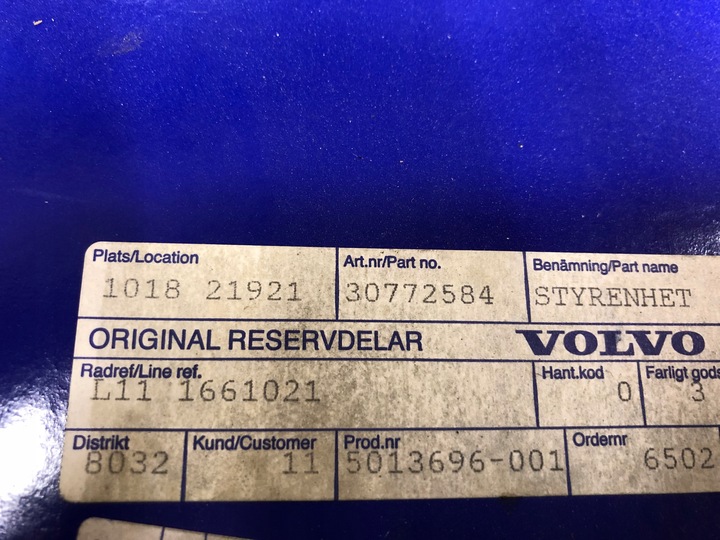 Plats/Location Art.nr/Part no. Benämning/Part name
1018 21921 30772584 STYRENHET
ORIGINAL RESERVDELAR VOLVO
Radref/Line ref. Hant.kod Farligt gods
L11 1661021 0 3
Distrikt Kund/Customer Prod.nr Ordernr
8032 11 5013696-001 6502